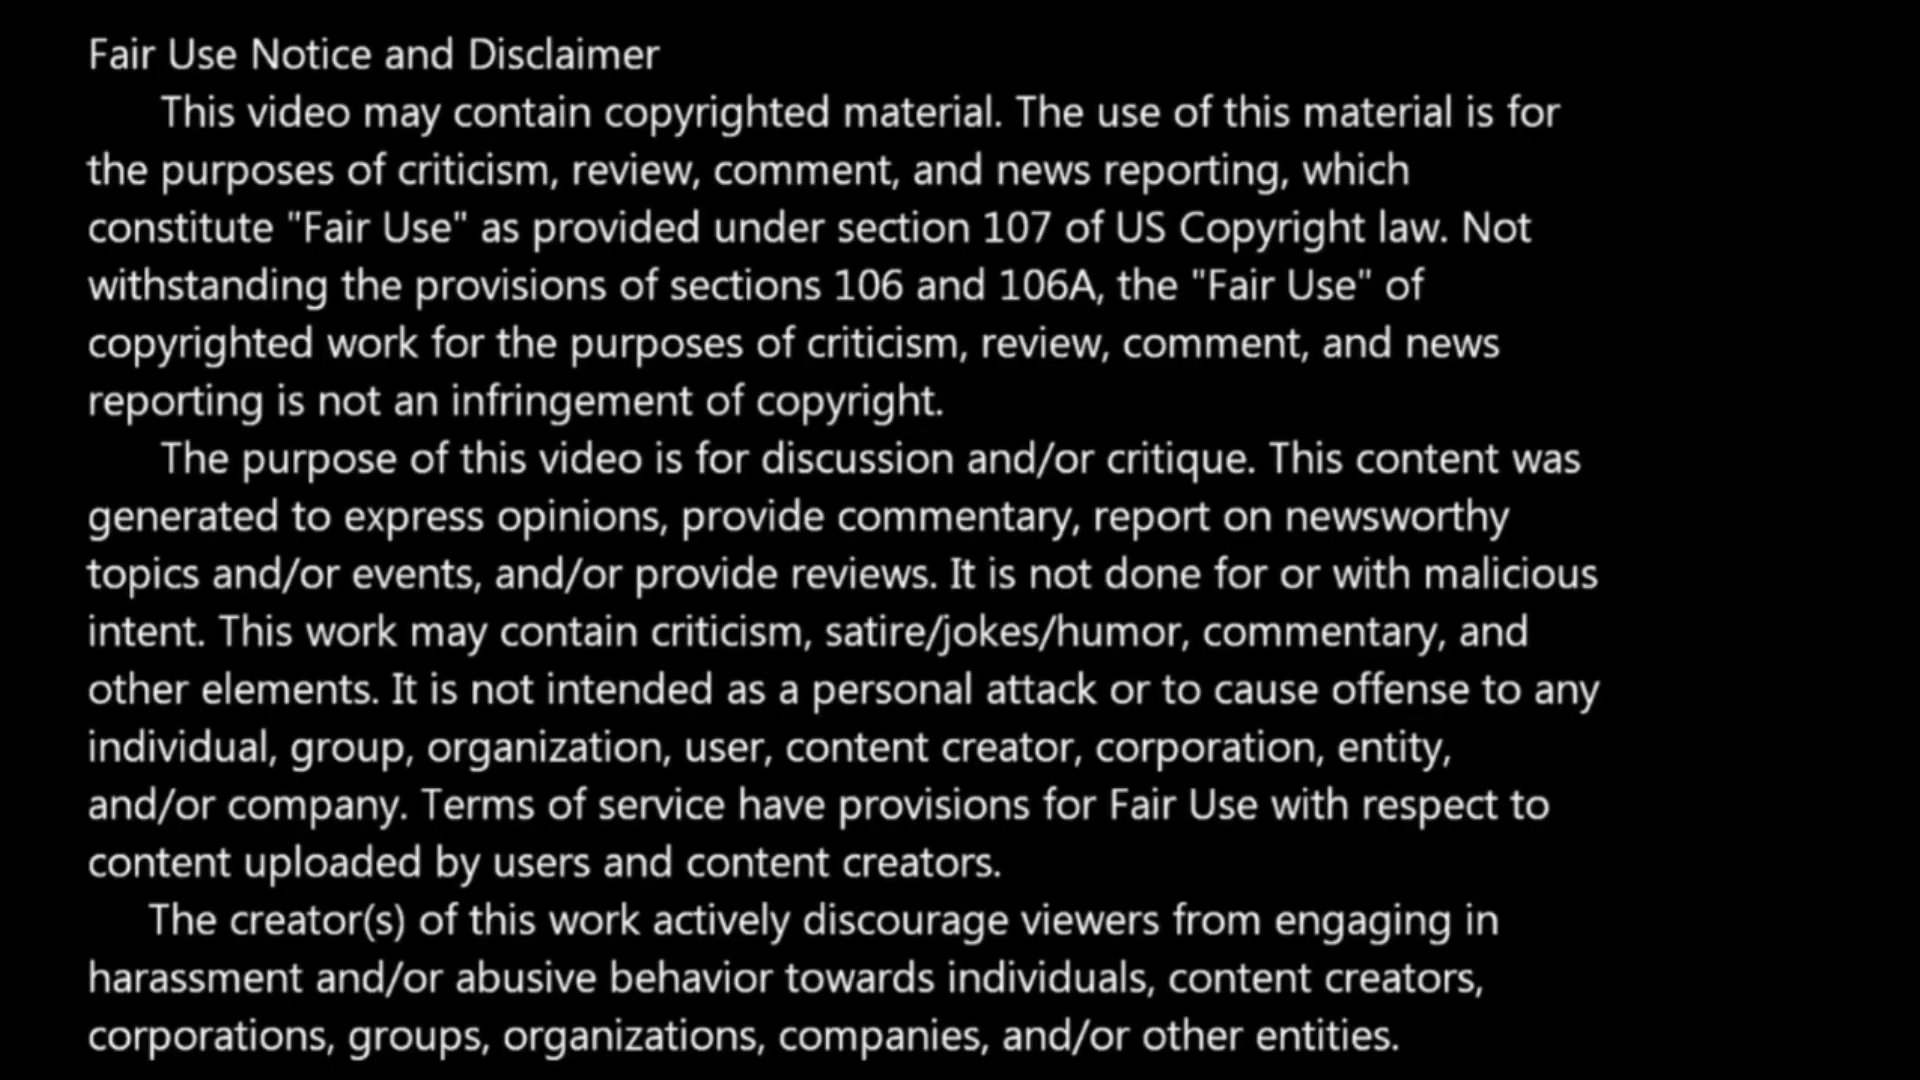 Fair Use Notice and Disclaimer
This video may contain copyrighted material. The use of this material is for
the purposes of criticism, review, comment, and news reporting, which
constitute "Fair Use" as provided under section 107 of US Copyright law. Not
withstanding the provisions of sections 106 and 106A, the "Fair Use" of
copyrighted work for the purposes of criticism, review, comment, and news
reporting is not an infringement of copyright.
The purpose of this video is for discussion and/or critique. This content was
generated to express opinions, provide commentary, report on newsworthy
topics and/or events, and/or provide reviews. It is not done for or with malicious
intent. This work may contain criticism, satire/jokes/humor, commentary, and
other elements. It is not intended as a personal attack or to cause offense to any
individual, group, organization, user, content creator, corporation, entity,
and/or company. Terms of service have provisions for Fair Use with respect to
content uploaded by users and content creators.
The creator(s) of this work actively discourage viewers from engaging in
harassment and/or abusive behavior towards individuals, content creators,
corporations, groups, organizations, companies, and/or other entities.